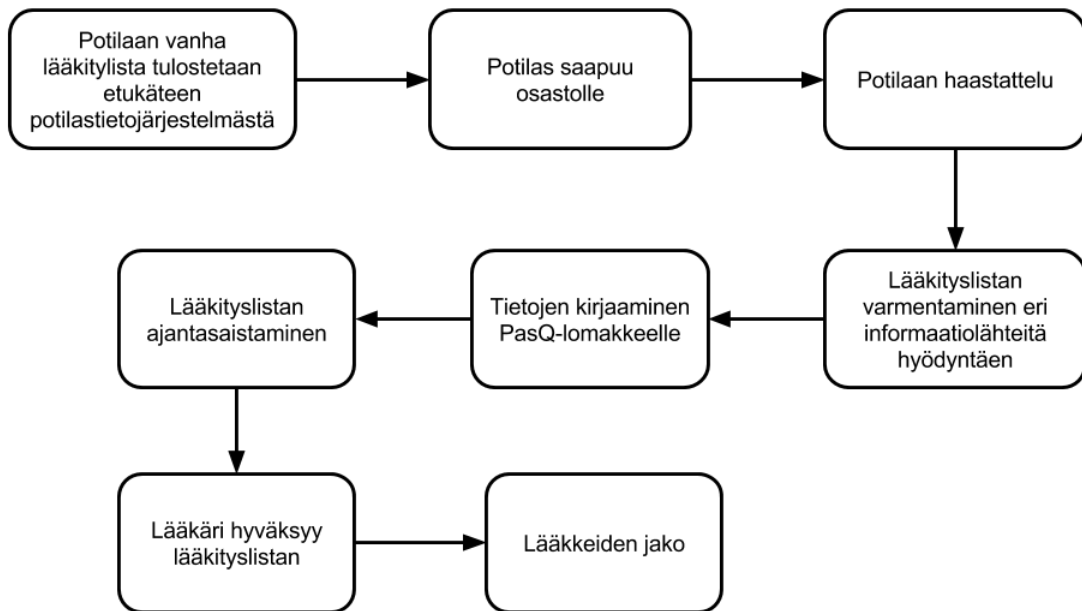 Potilaan vanha
lääkitylista tulostetaan
etukäteen
potilastietojärjestelmästä
Potilas saapuu
osastolle
Potilaan haastattelu
Lääkityslistan
varmentaminen eri
informaatiolähteitä
hyödyntäen
Tietojen kirjaaminen
PasQ-lomakkeelle
Lääkityslistan
ajantasaistaminen
Lääkäri hyväksyy
lääkityslistan
Lääkkeiden jako